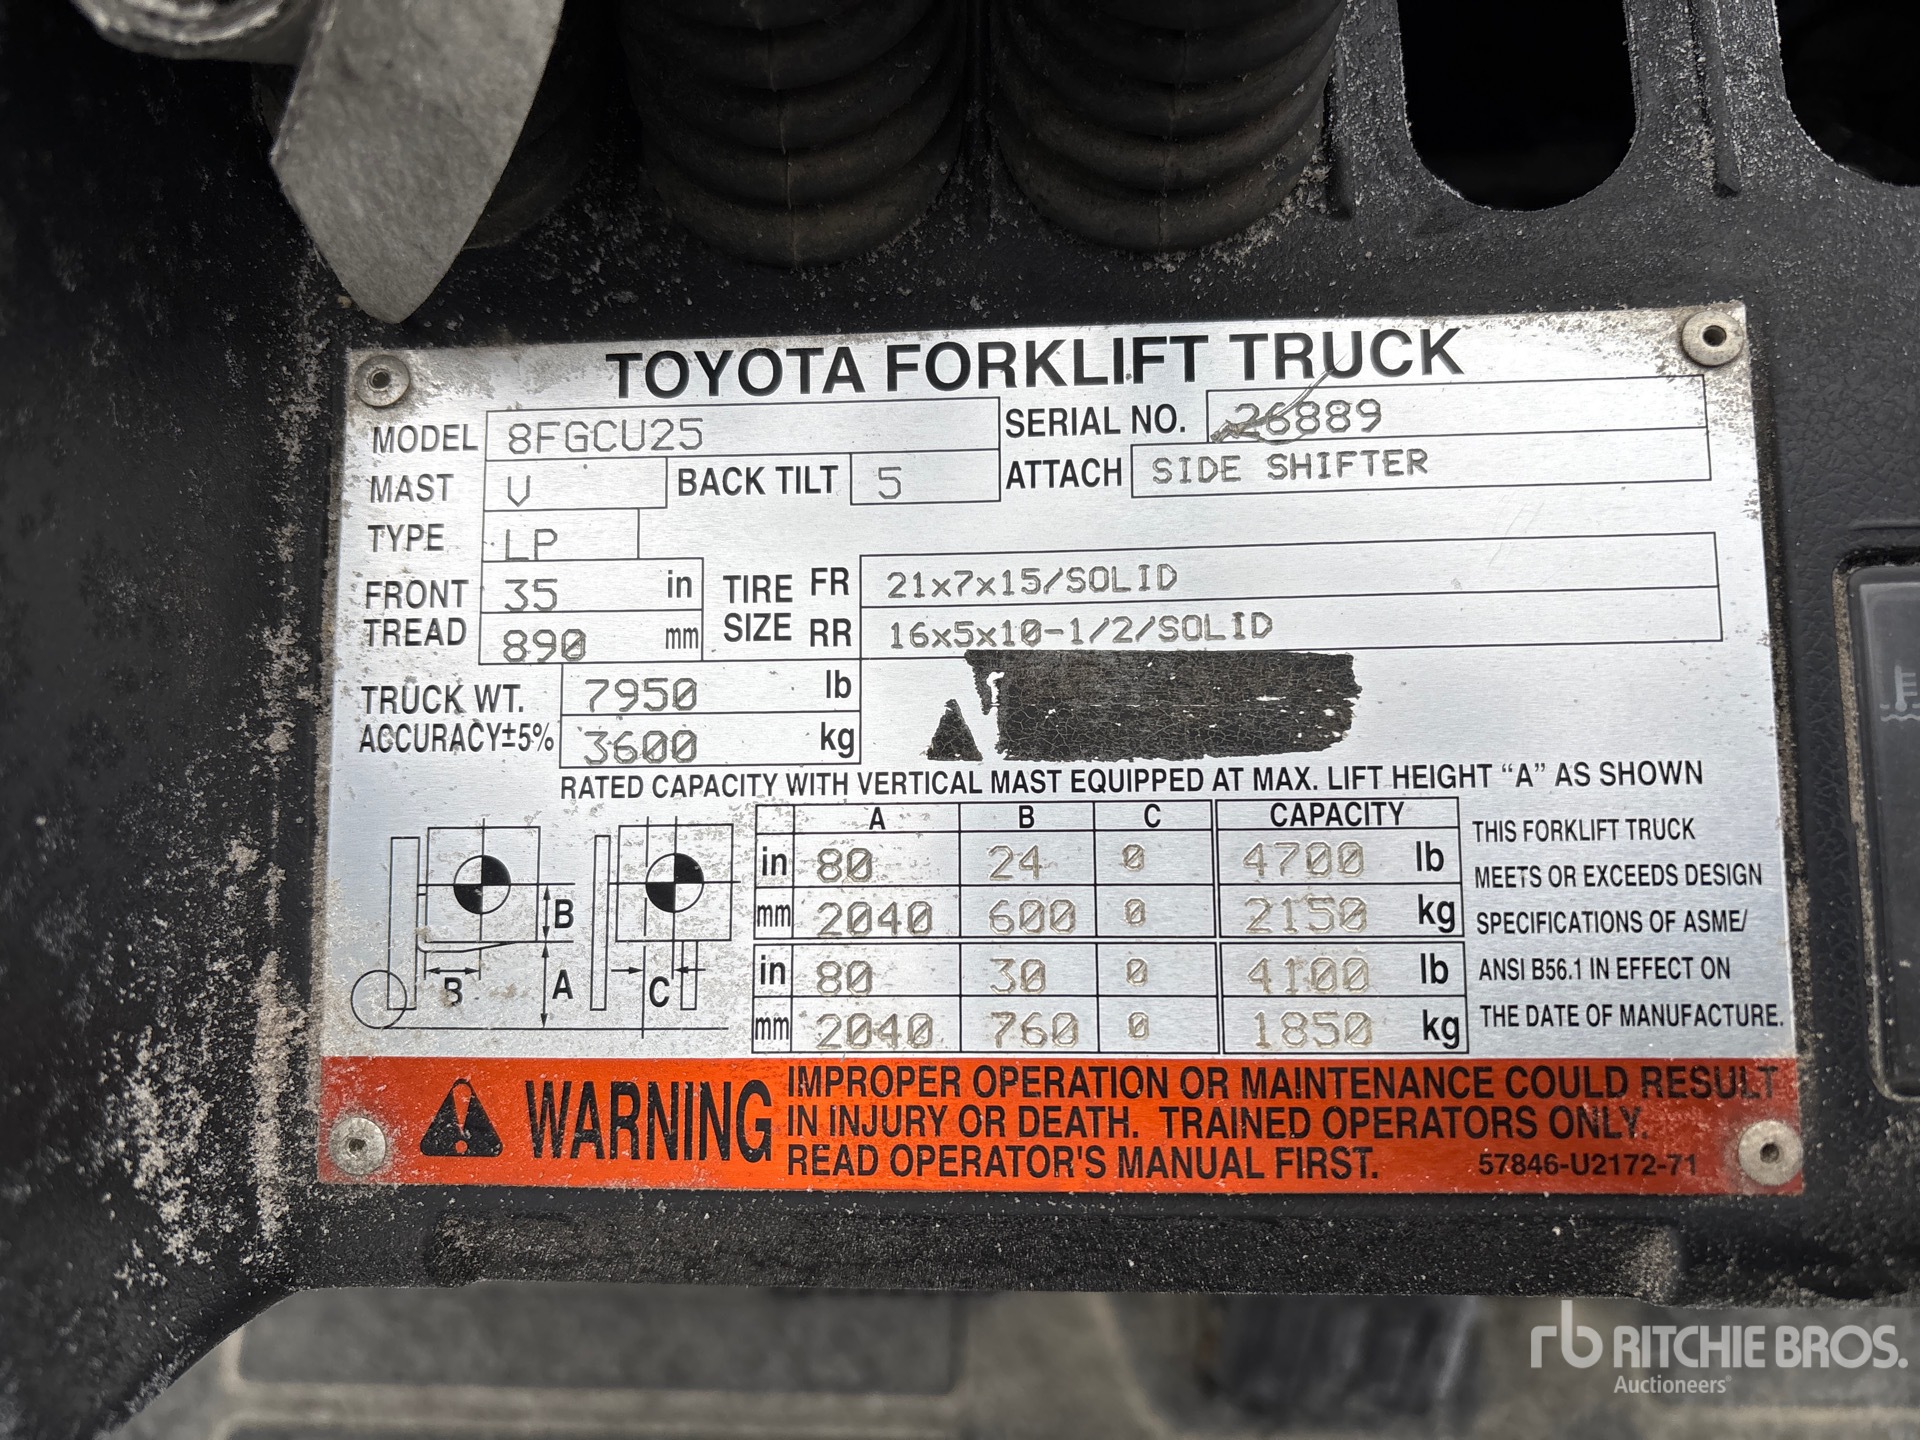 TOYOTA FORKLIFT TRUCK
MODEL 8FGCU25 SERIAL NO. 26889
MAST V BACK TILT 5 ATTACH SIDE SHIFTER
TYPE LP
FRONT TREAD 35 in TIRE SIZE FR 21x7x15/SOLID
890 mm RR 16x5x10-1/2/SOLID
TRUCK WT. 7950 lb
ACCURACY±5% 3600 kg
RATED CAPACITY WITH VERTICAL MAST EQUIPPED AT MAX. LIFT HEIGHT "A" AS SHOWN
A B C CAPACITY
in 80 24 0 4700 lb
mm 2040 600 0 2150 kg
in 80 30 0 4100 lb
mm 2040 760 0 1850 kg
B
B A C
THIS FORKLIFT TRUCK
MEETS OR EXCEEDS DESIGN
SPECIFICATIONS OF ASME/
ANSI B56.1 IN EFFECT ON
THE DATE OF MANUFACTURE.
WARNING
IMPROPER OPERATION OR MAINTENANCE COULD RESULT
IN INJURY OR DEATH. TRAINED OPERATORS ONLY.
READ OPERATOR'S MANUAL FIRST. 57846-U2172-71
rb RITCHIE BROS.
Auctioneers